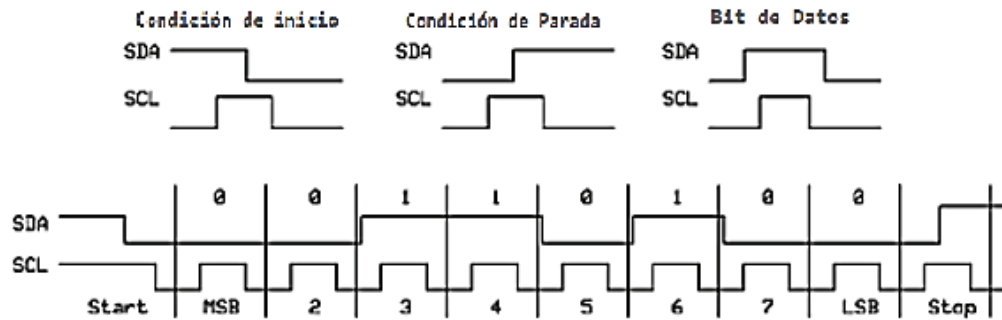 Condición de inicio Condición de Parada Bit de Datos
SDA SDA SDA
SCL SCL SCL
0 0 1 1 0 1 0 0
SDA
SCL
Start MSB 2 3 4 5 6 7 LSB Stop